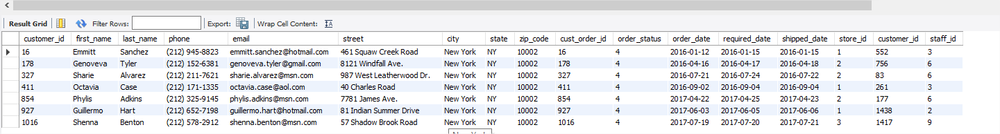 Result Grid Filter Rows: Export: Wrap Cell Content: IA
customer_id first_name last_name phone email street city state zip_code cust_order_id order_status order_date required_date shipped_date store_id customer_id staff_id
16 Emmitt Sanchez (212) 945-8823 emmitt.sanchez@hotmail.com 461 Squaw Creek Road New York NY 10002 16 4 2016-01-12 2016-01-15 2016-01-15 1 552 3
178 Genoveva Tyler (212) 152-6381 genoveva.tyler@gmail.com 8121 Windfall Ave. New York NY 10002 178 4 2016-04-16 2016-04-17 2016-04-18 2 756 6
327 Sharie Alvarez (212) 211-7621 sharie.alvarez@msn.com 987 West Leatherwood Dr. New York NY 10002 327 4 2016-07-21 2016-07-24 2016-07-22 2 83 6
411 Octavia Case (212) 171-1335 octavia.case@aol.com 40 Charles Road New York NY 10002 411 4 2016-09-02 2016-09-04 2016-09-04 1 261 3
854 Phylis Adkins (212) 325-9145 phylis.adkins@msn.com 7781 James Ave. New York NY 10002 854 4 2017-04-22 2017-04-25 2017-04-23 2 177 6
927 Guillermo Hart (212) 652-7198 guillermo.hart@hotmail.com 81 Indian Summer Drive New York NY 10002 927 4 2017-06-03 2017-06-05 2017-06-06 1 1438 2
1016 Shenna Benton (212) 578-2912 shenna.benton@msn.com 57 Shadow Brook Road New York NY 10002 1016 4 2017-07-19 2017-07-20 2017-07-21 3 1417 9